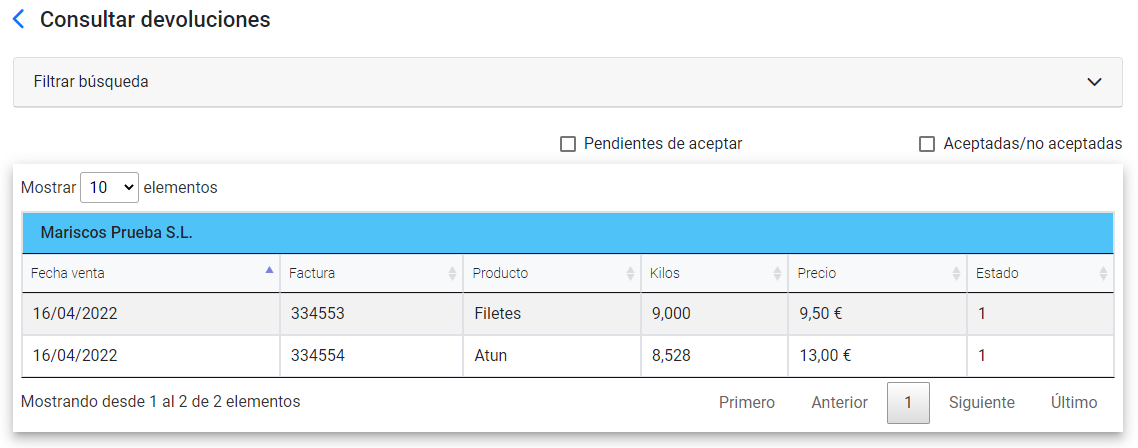 Consultar devoluciones
Filtrar búsqueda
Pendientes de aceptar Aceptadas/no aceptadas
Mostrar 10 elementos
Mariscos Prueba S.L.
Fecha venta Factura Producto Kilos Precio Estado
16/04/2022 334553 Filetes 9,000 9,50 € 1
16/04/2022 334554 Atun 8,528 13,00 € 1
Mostrando desde 1 al 2 de 2 elementos Primero Anterior 1 Siguiente Último